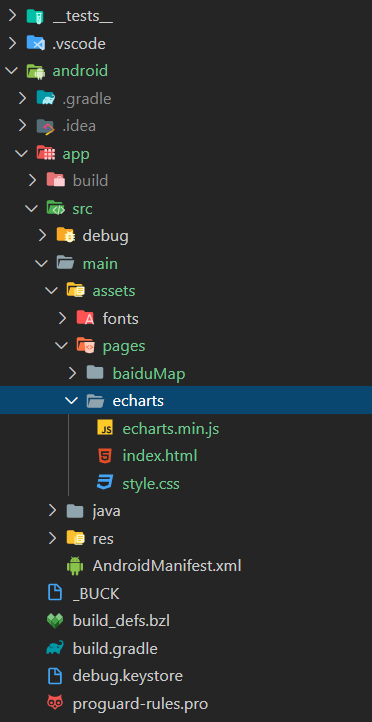 __tests__
.vscode
android
.gradle
.idea
app
build
src
debug
main
assets
fonts
pages
baiduMap
echarts
JS echarts.min.js
index.html
style.css
java
res
AndroidManifest.xml
_BUCK
build_defs.bzl
build.gradle
debug.keystore
proguard-rules.pro